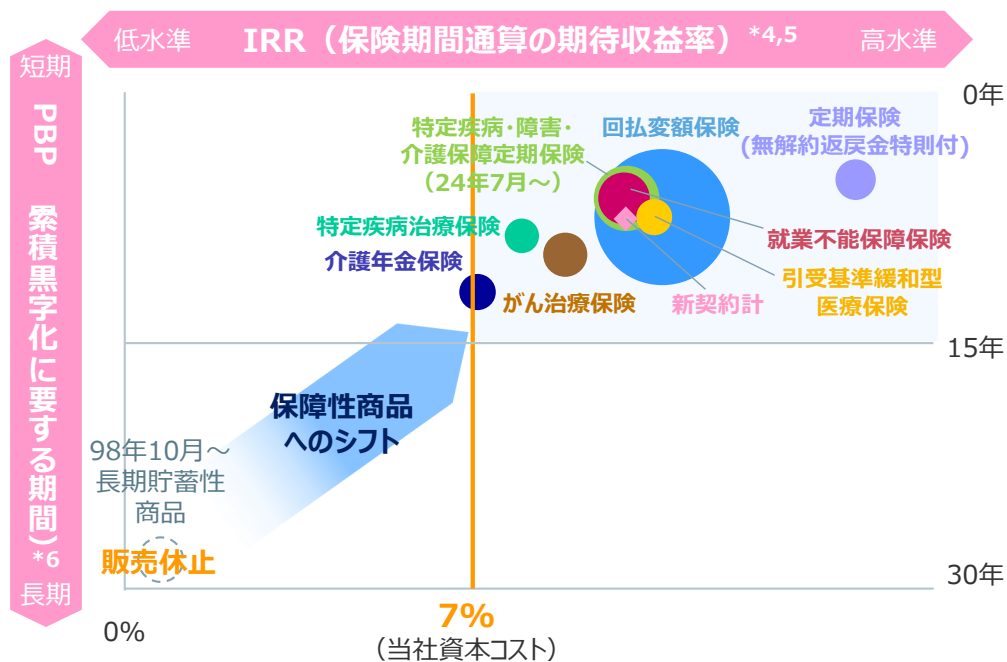 低水準
IRR（保険期間通算の期待収益率）*4,5
高水準
短期
PBP 累積黒字化に要する期間)*6
長期
0年
15年
30年
定期保険
(無解約返戻金特則付)
回払変額保険
特定疾病・障害・
介護保障定期保険
（24年7月～）
特定疾病治療保険
介護年金保険
がん治療保険
就業不能保障保険
引受基準緩和型
医療保険
新契約計
保障性商品
へのシフト
98年10月～
長期貯蓄性
商品
販売休止
0%
7%
（当社資本コスト）